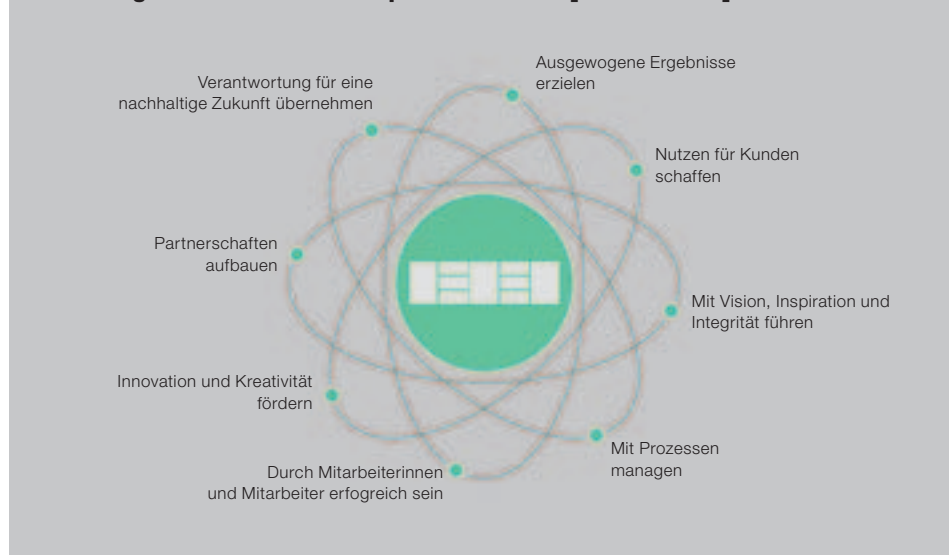 Ausgewogene Ergebnisse
erzielen
Nutzen für Kunden
schaffen
Mit Vision, Inspiration und
Integrität führen
Mit Prozessen
managen
Durch Mitarbeiterinnen
und Mitarbeiter erfogreich sein
Innovation und Kreativität
fördern
Partnerschaften
aufbauen
Verantwortung für eine
nachhaltige Zukunft übernehmen